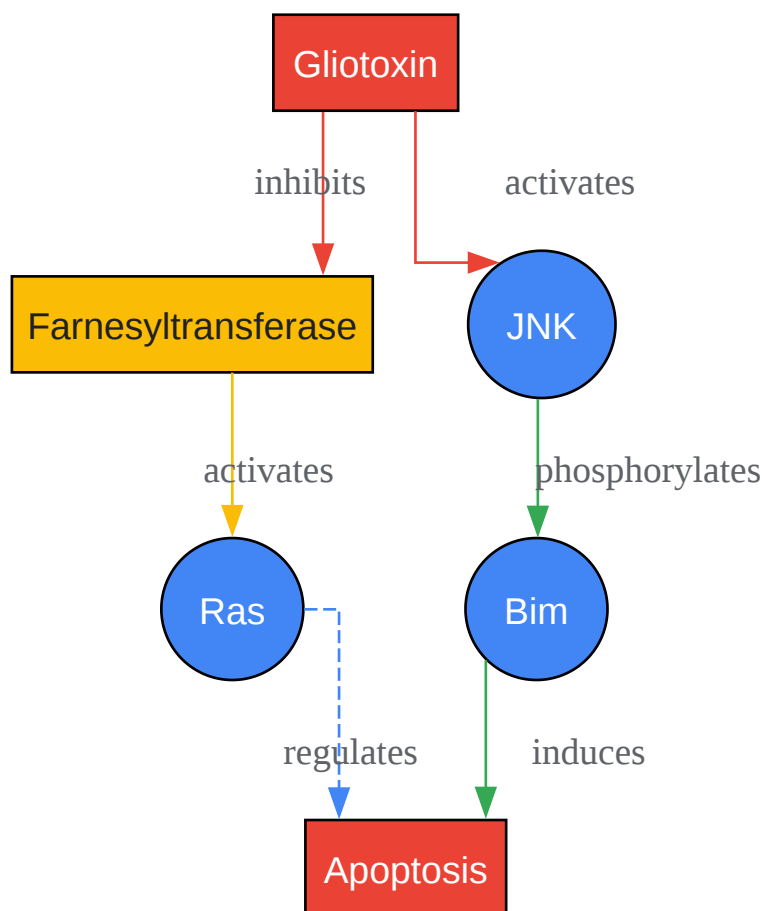 Gliotoxin
inhibits
activates
Farnesyltransferase
JNK
activates
phosphorylates
Ras
Bim
regulates
induces
Apoptosis